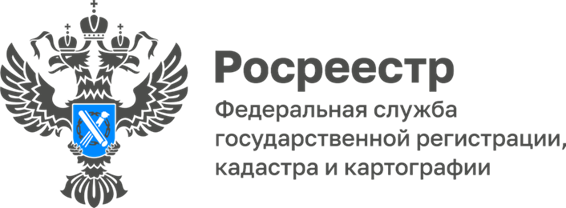 Росреестр
Федеральная служба
государственной регистрации,
кадастра и картографии